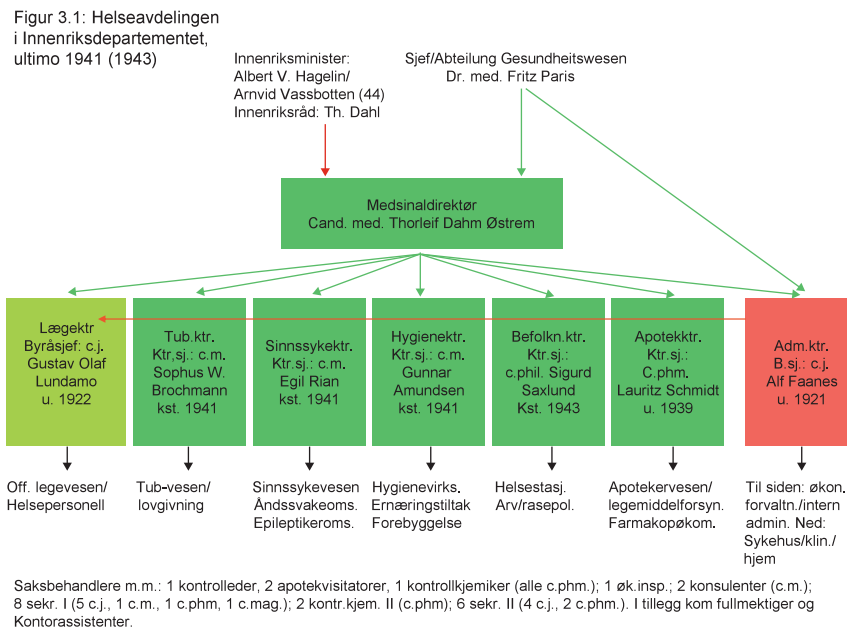 Figur 3.1: Helseavdelingen
i Innenriksdepartementet,
ultimo 1941 (1943)
Innenriksminister:
Albert V. Hagelin/
Arnvid Vassbotten (44)
Innenriksråd: Th. Dahl
Sjef/Abteilung Gesundheitswesen
Dr. med. Fritz Paris
Medsinaldirektør
Cand. med. Thorleif Dahm Østrem
Lægektr
Byråsjef: c.j.
Gustav Olaf
Lundamo
u. 1922
Tub.ktr.
Ktr,sj.: c.m.
Sophus W.
Brochmann
kst. 1941
Sinnssykektr.
Ktr.sj.: c.m.
Egil Rian
kst. 1941
Hygienektr.
Ktr.sj.: c.m.
Gunnar
Amundsen
kst. 1941
Befolkn.ktr.
Ktr.sj.:
c.phil. Sigurd
Saxlund
Kst. 1943
Apotekktr.
Ktr.sj.:
C.phm.
Lauritz Schmidt
u. 1939
Adm.ktr.
B.sj.: c.j.
Alf Faanes
u. 1921
Off. legevesen/
Helsepersonell
Tub-vesen/
lovgivning
Sinnssykevesen
Åndssvakeoms.
Epileptikeroms.
Hygienevirks.
Ernæringstiltak
Forebyggelse
Helsestasj.
Arv/rasepol.
Apotekervesen/
legemiddelforsyn.
Farmakopøkom.
Til siden: økon.
forvaltn./intern
admin. Ned:
Sykehus/klin./
hjem
Saksbehandlere m.m.: 1 kontrolleder, 2 apotekvisitatorer, 1 kontrollkjemiker (alle c.phm.); 1 øk.insp.; 2 konsulenter (c.m.);
8 sekr. I (5 c.j., 1 c.m., 1 c.phm, 1 c.mag.); 2 kontr.kjem. II (c.phm); 6 sekr. II (4 c.j., 2 c.phm.). I tillegg kom fullmektiger og
Kontorassistenter.